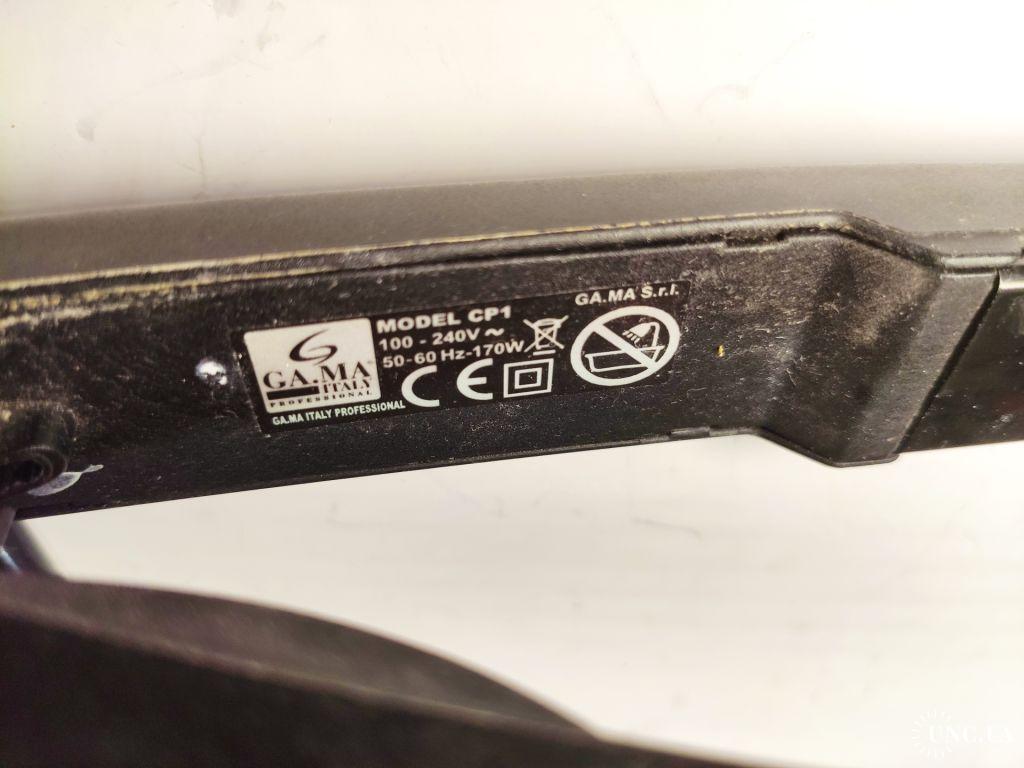 GA.MA
ITALY
PROFESSIONAL
GA.MA ITALY PROFESSIONAL
MODEL CP1
100 - 240V ~
50-60 Hz-170W
CE
GA.MA S.r.l.
UNC.UA